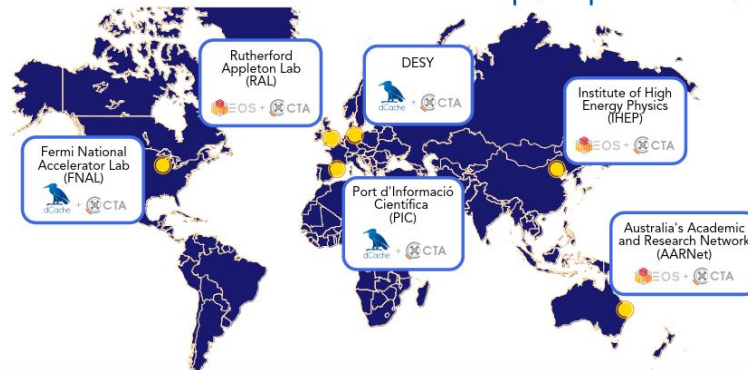 Rutherford
Appleton Lab
(RAL)
EOS + CTA
DESY
dCache + CTA
Institute of High
Energy Physics
(IHEP)
EOS + CTA
Fermi National
Accelerator Lab
(FNAL)
dCache + CTA
Port d'Informació
Científica
(PIC)
dCache + CTA
Australia's Academic
and Research Network
(AARNet)
EOS + CTA